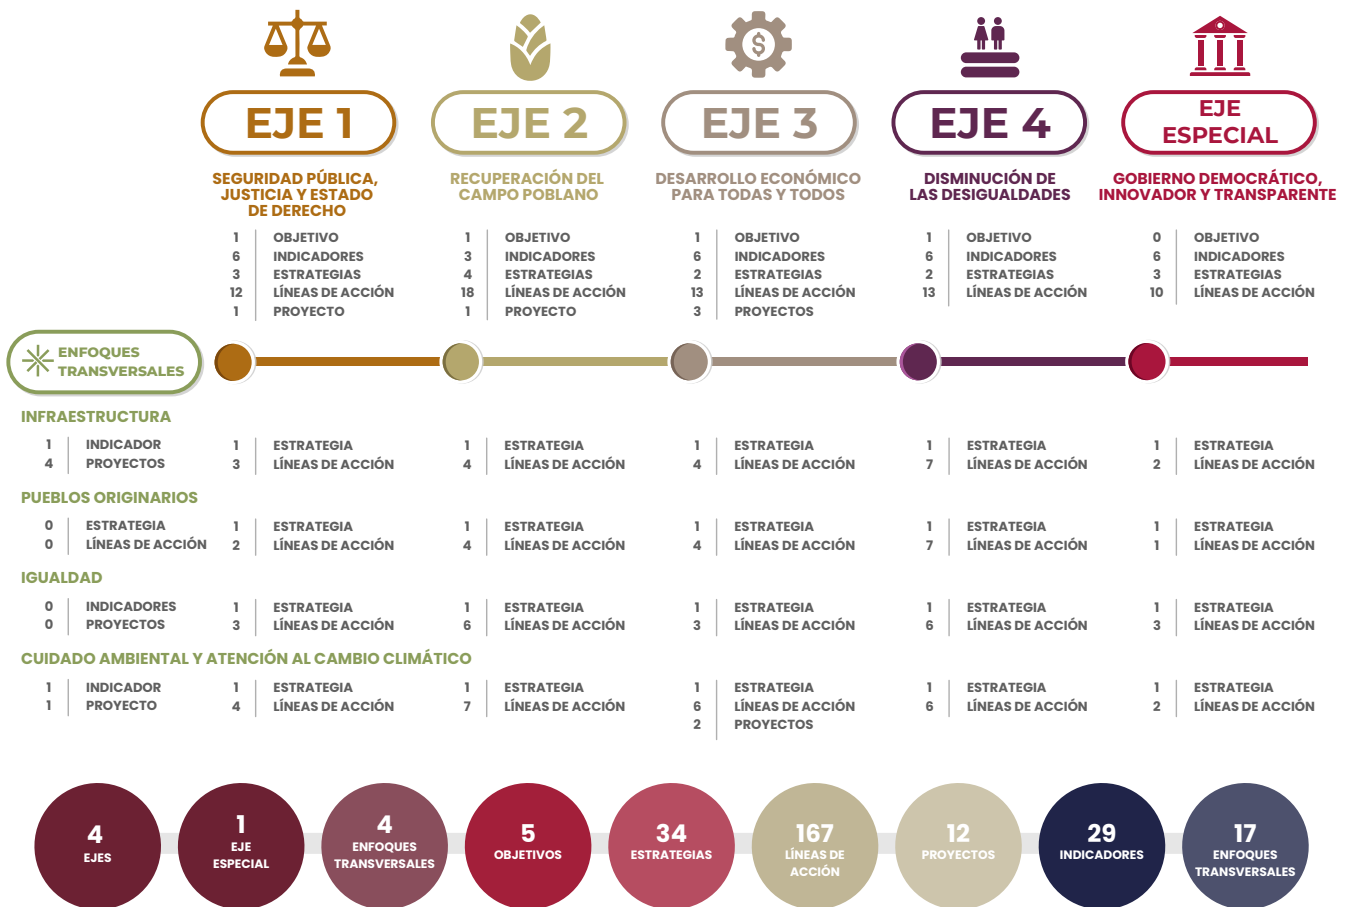 EJE 1
EJE 2
EJE 3
EJE 4
EJE
ESPECIAL
SEGURIDAD PÚBLICA,
JUSTICIA Y ESTADO
DE DERECHO
RECUPERACIÓN DEL
CAMPO POBLANO
DESARROLLO ECONÓMICO
PARA TODAS Y TODOS
DISMINUCIÓN DE
LAS DESIGUALDADES
GOBIERNO DEMOCRÁTICO,
INNOVADOR Y TRANSPARENTE
1 OBJETIVO
6 INDICADORES
3 ESTRATEGIAS
12 LÍNEAS DE ACCIÓN
1 PROYECTO
1 OBJETIVO
3 INDICADORES
4 ESTRATEGIAS
18 LÍNEAS DE ACCIÓN
1 PROYECTO
1 OBJETIVO
6 INDICADORES
2 ESTRATEGIAS
13 LÍNEAS DE ACCIÓN
3 PROYECTOS
1 OBJETIVO
6 INDICADORES
2 ESTRATEGIAS
13 LÍNEAS DE ACCIÓN
0 OBJETIVO
6 INDICADORES
3 ESTRATEGIAS
10 LÍNEAS DE ACCIÓN
ENFOQUES
TRANSVERSALES
INFRAESTRUCTURA
1 INDICADOR
4 PROYECTOS
1 ESTRATEGIA
3 LÍNEAS DE ACCIÓN
1 ESTRATEGIA
4 LÍNEAS DE ACCIÓN
1 ESTRATEGIA
4 LÍNEAS DE ACCIÓN
1 ESTRATEGIA
7 LÍNEAS DE ACCIÓN
1 ESTRATEGIA
2 LÍNEAS DE ACCIÓN
PUEBLOS ORIGINARIOS
0 ESTRATEGIA
0 LÍNEAS DE ACCIÓN
1 ESTRATEGIA
2 LÍNEAS DE ACCIÓN
1 ESTRATEGIA
4 LÍNEAS DE ACCIÓN
1 ESTRATEGIA
4 LÍNEAS DE ACCIÓN
1 ESTRATEGIA
7 LÍNEAS DE ACCIÓN
1 ESTRATEGIA
1 LÍNEAS DE ACCIÓN
IGUALDAD
0 INDICADORES
0 PROYECTOS
1 ESTRATEGIA
3 LÍNEAS DE ACCIÓN
1 ESTRATEGIA
6 LÍNEAS DE ACCIÓN
1 ESTRATEGIA
3 LÍNEAS DE ACCIÓN
1 ESTRATEGIA
6 LÍNEAS DE ACCIÓN
1 ESTRATEGIA
3 LÍNEAS DE ACCIÓN
CUIDADO AMBIENTAL Y ATENCIÓN AL CAMBIO CLIMÁTICO
1 INDICADOR
1 PROYECTO
1 ESTRATEGIA
4 LÍNEAS DE ACCIÓN
1 ESTRATEGIA
7 LÍNEAS DE ACCIÓN
1 ESTRATEGIA
6 LÍNEAS DE ACCIÓN
2 PROYECTOS
1 ESTRATEGIA
6 LÍNEAS DE ACCIÓN
1 ESTRATEGIA
2 LÍNEAS DE ACCIÓN
4
EJES
1
EJE
ESPECIAL
4
ENFOQUES
TRANSVERSALES
5
OBJETIVOS
34
ESTRATEGIAS
167
LÍNEAS DE
ACCIÓN
12
PROYECTOS
29
INDICADORES
17
ENFOQUES
TRANSVERSALES